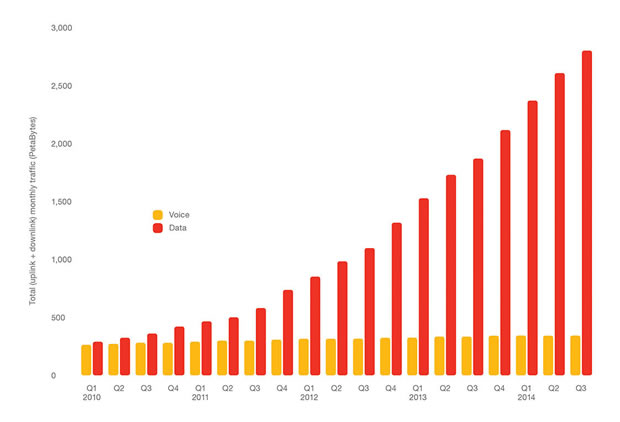 3,000
2,500
2,000
1,500
1,000
500
0
Total (uplink + downlink) monthly traffic (PetaBytes)
Voice
Data
Q1 Q2 Q3 Q4 Q1 Q2 Q3 Q4 Q1 Q2 Q3 Q4 Q1 Q2 Q3 Q4 Q1 Q2 Q3
2010 2011 2012 2013 2014